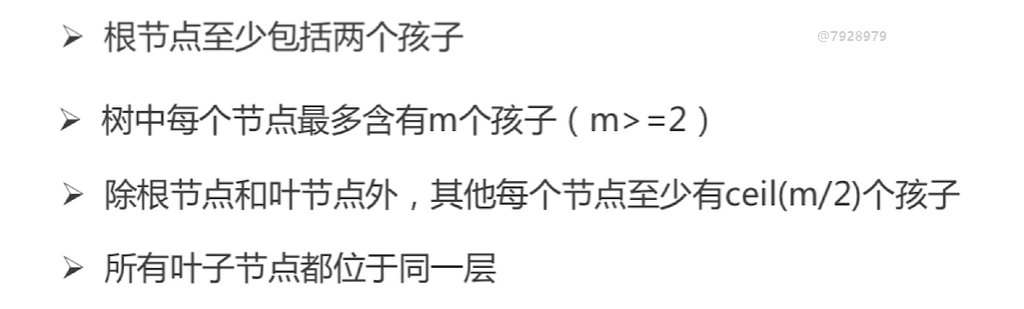 ➢ 根节点至少包括两个孩子
@7928979
➢ 树中每个节点最多含有m个孩子（m>=2）
➢ 除根节点和叶节点外，其他每个节点至少有ceil(m/2)个孩子
➢ 所有叶子节点都位于同一层